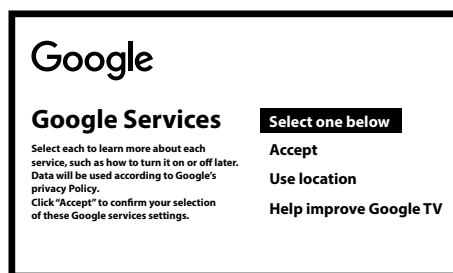 Google
Google Services
Select each to learn more about each
service, such as how to turn it on or off later.
Data will be used according to Google's
privacy Policy.
Click “Accept” to confirm your selection
of these Google services settings.
Select one below
Accept
Use location
Help improve Google TV